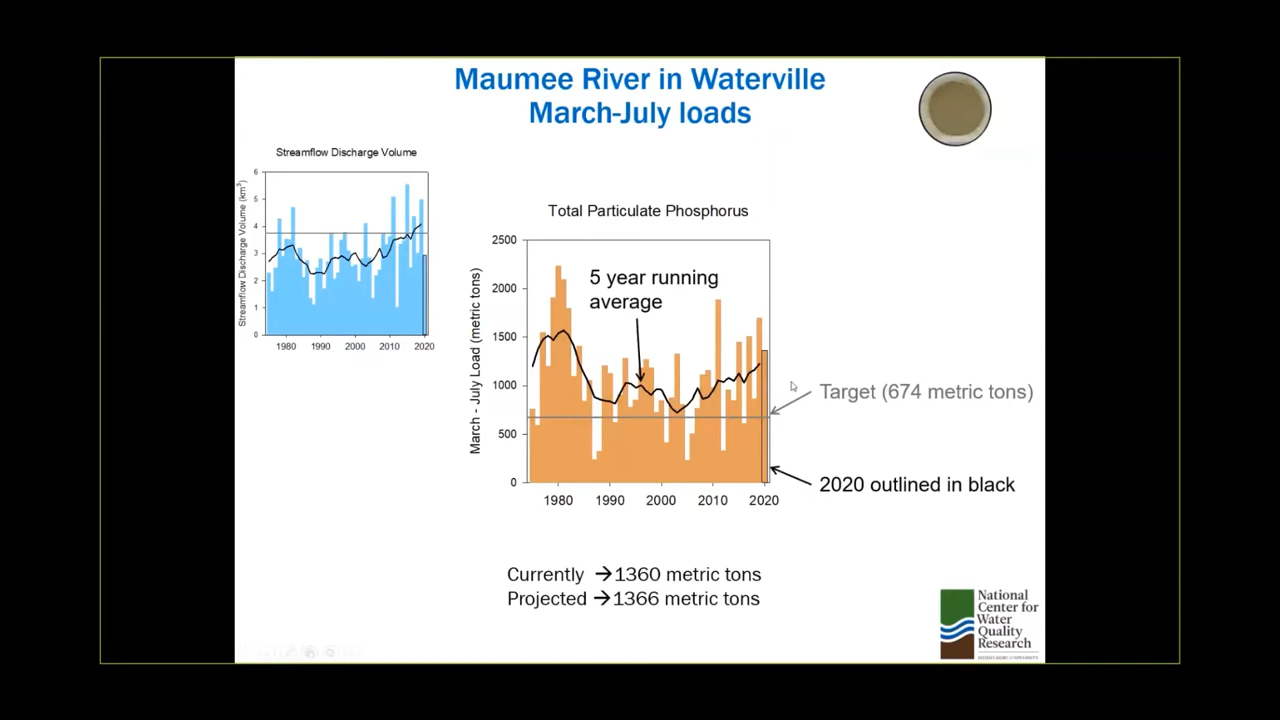 Maumee River in Waterville
March-July loads
Streamflow Discharge Volume
Streamflow Discharge Volume (km³)
6
5
4
3
2
1
0
1980 1990 2000 2010 2020
Total Particulate Phosphorus
March - July Load (metric tons)
2500
2000
1500
1000
500
0
1980 1990 2000 2010 2020
5 year running
average
Target (674 metric tons)
2020 outlined in black
Currently →1360 metric tons
Projected →1366 metric tons
National
Center for
Water
Quality
Research